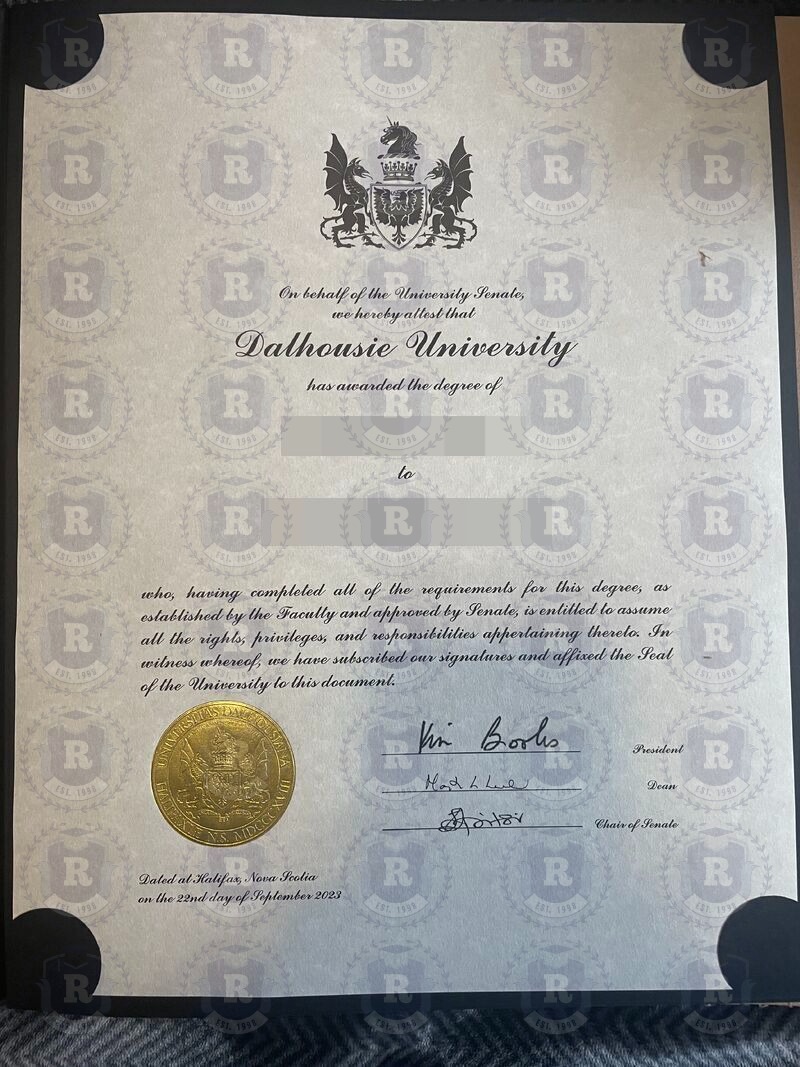 On behalf of the University Senate,
we hereby attest that
Dalhousie University
has awarded the degree of
to
who, having completed all of the requirements for this degree, as
established by the Faculty and approved by Senate, is entitled to assume
all the rights, privileges, and responsibilities appertaining thereto. In
witness whereof, we have subscribed our signatures and affixed the Seal
of the University to this document.
Kim Brooks
President
Dean
Chair of Senate
Dated at Halifax, Nova Scotia
on the 22nd day of September 2023
R
EST. 1998